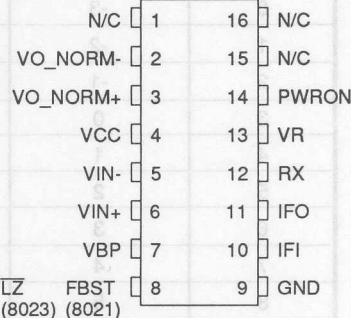 N/C 1 16 N/C
VO_NORM- 2 15 N/C
VO_NORM+ 3 14 PWRON
VCC 4 13 VR
VIN- 5 12 RX
VIN+ 6 11 IFO
VBP 7 10 IFI
L̅Z̅ FBST 8 9 GND
(8023) (8021)